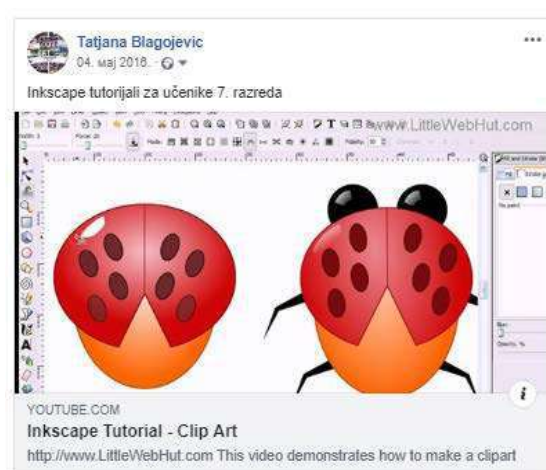 Tatjana Blagojevic
04. мај 2016.
Inkscape tutorijali za učenike 7. razreda
www.LittleWebHut.com
YOUTUBE.COM
Inkscape Tutorial - Clip Art
http://www.LittleWebHut.com This video demonstrates how to make a clipart